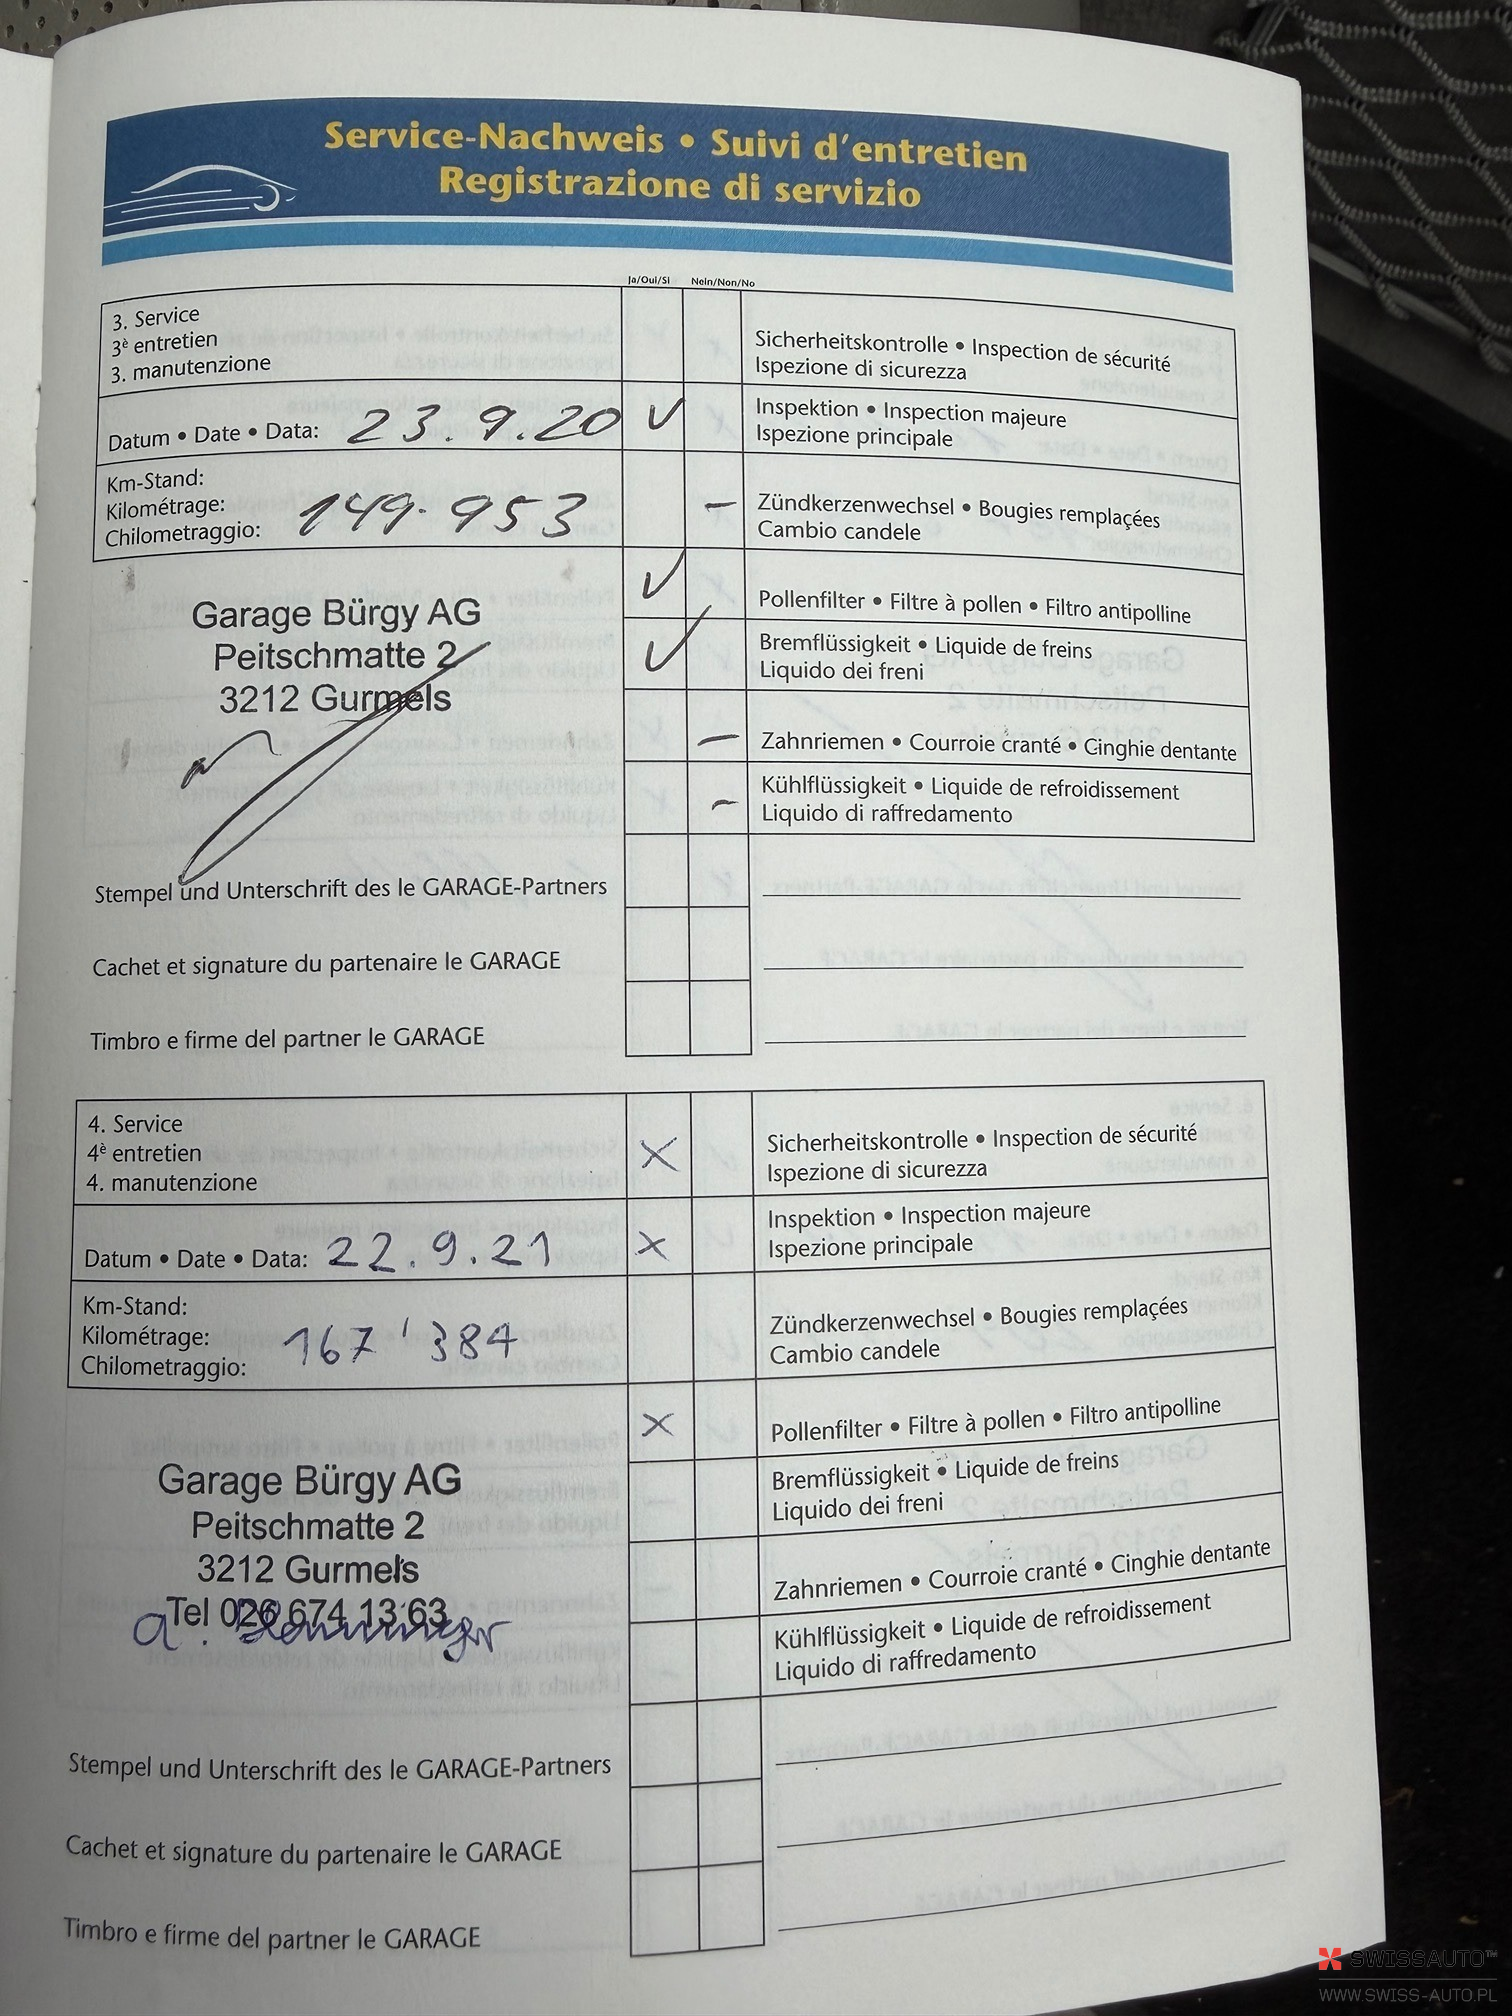 Service-Nachweis • Suivi d'entretien
Registrazione di servizio
Ja/Oui/Si Nein/Non/No
3. Service
3è entretien
3. manutenzione
Sicherheitskontrolle • Inspection de sécurité
Ispezione di sicurezza
Datum • Date • Data: 23.9.20 ✓
Inspektion • Inspection majeure
Ispezione principale
Km-Stand:
Kilométrage:
Chilometraggio: 149.953
– Zündkerzenwechsel • Bougies remplaçées
Cambio candele
✓ Pollenfilter • Filtre à pollen • Filtro antipolline
Garage Bürgy AG
Peitschmatte 2
3212 Gurmels
✓ Bremflüssigkeit • Liquide de freins
Liquido dei freni
– Zahnriemen • Courroie cranté • Cinghie dentante
– Kühlflüssigkeit • Liquide de refroidissement
Liquido di raffredamento
Stempel und Unterschrift des le GARAGE-Partners
Cachet et signature du partenaire le GARAGE
Timbro e firme del partner le GARAGE
4. Service
4è entretien
4. manutenzione
X Sicherheitskontrolle • Inspection de sécurité
Ispezione di sicurezza
Datum • Date • Data: 22.9.21 X
Inspektion • Inspection majeure
Ispezione principale
Km-Stand:
Kilométrage:
Chilometraggio: 167'384
Zündkerzenwechsel • Bougies remplaçées
Cambio candele
X Pollenfilter • Filtre à pollen • Filtro antipolline
Garage Bürgy AG
Peitschmatte 2
3212 Gurmels
Tel 026 674 13 63
a.
Bremflüssigkeit • Liquide de freins
Liquido dei freni
Zahnriemen • Courroie cranté • Cinghie dentante
Kühlflüssigkeit • Liquide de refroidissement
Liquido di raffredamento
Stempel und Unterschrift des le GARAGE-Partners
Cachet et signature du partenaire le GARAGE
Timbro e firme del partner le GARAGE
SWISSAUTO™
WWW.SWISS-AUTO.PL